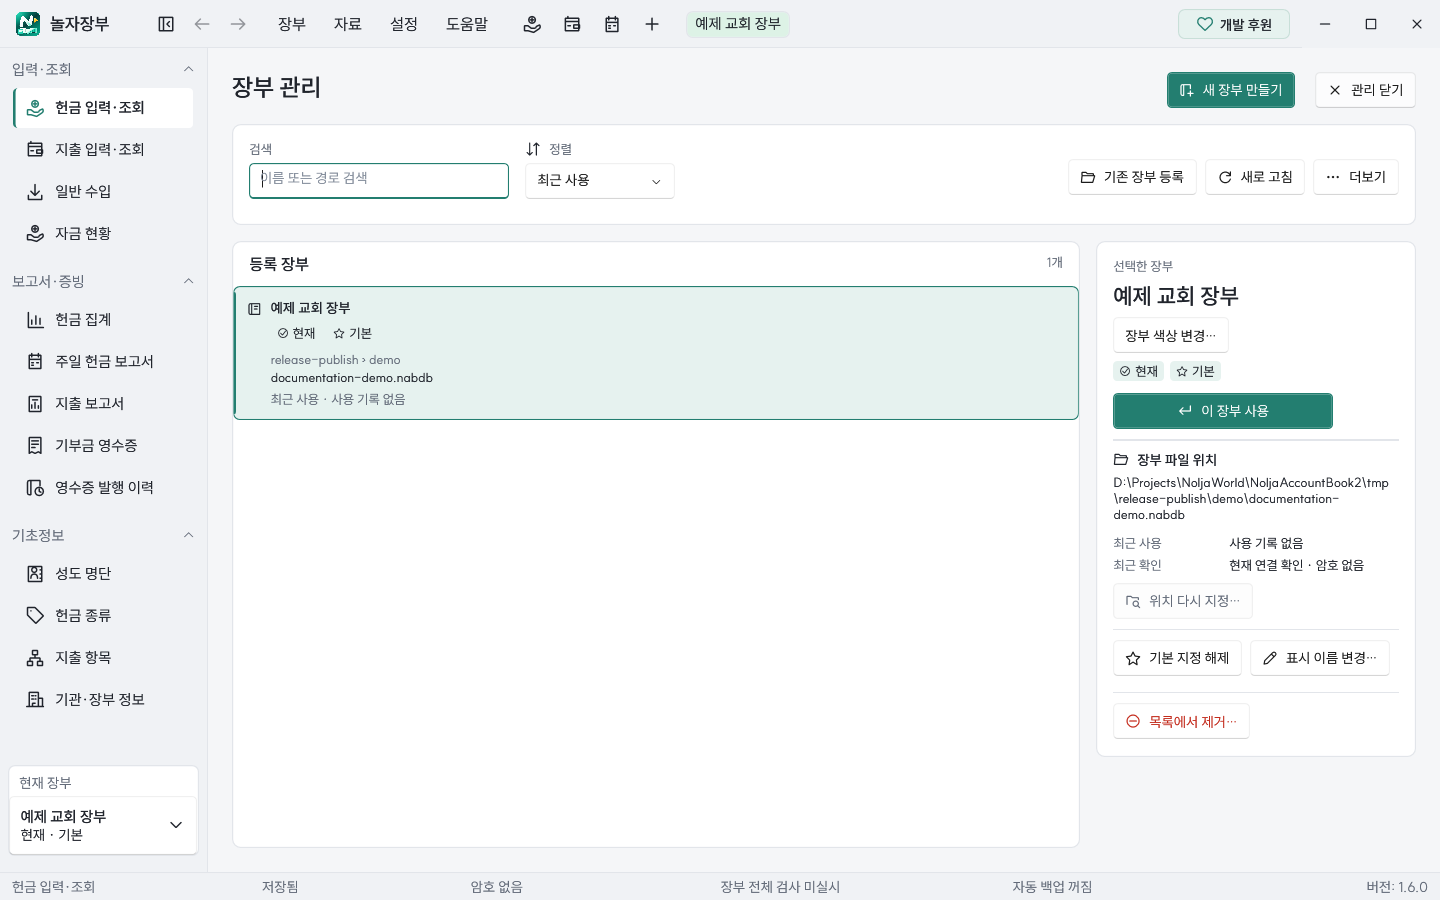 놀자장부
장부 자료 설정 도움말 예제 교회 장부 개발 후원
입력·조회
헌금 입력·조회
지출 입력·조회
일반 수입
자금 현황
보고서·증빙
헌금 집계
주일 헌금 보고서
지출 보고서
기부금 영수증
영수증 발행 이력
기초정보
성도 명단
헌금 종류
지출 항목
기관·장부 정보
현재 장부
예제 교회 장부
현재 · 기본
장부 관리
새 장부 만들기
관리 닫기
검색
이름 또는 경로 검색
정렬
최근 사용
기존 장부 등록
새로 고침
더보기
등록 장부
1개
예제 교회 장부
현재 기본
release-publish › demo
documentation-demo.nabdb
최근 사용 · 사용 기록 없음
선택한 장부
예제 교회 장부
장부 색상 변경…
현재 기본
이 장부 사용
장부 파일 위치
D:\Projects\NoljaWorld\NoljaAccountBook2\tmp
\release-publish\demo\documentation-
demo.nabdb
최근 사용 사용 기록 없음
최근 확인 현재 연결 확인 · 암호 없음
위치 다시 지정…
기본 지정 해제
표시 이름 변경…
목록에서 제거…
헌금 입력·조회 저장됨 암호 없음 장부 전체 검사 미실시 자동 백업 꺼짐 버전: 1.6.0